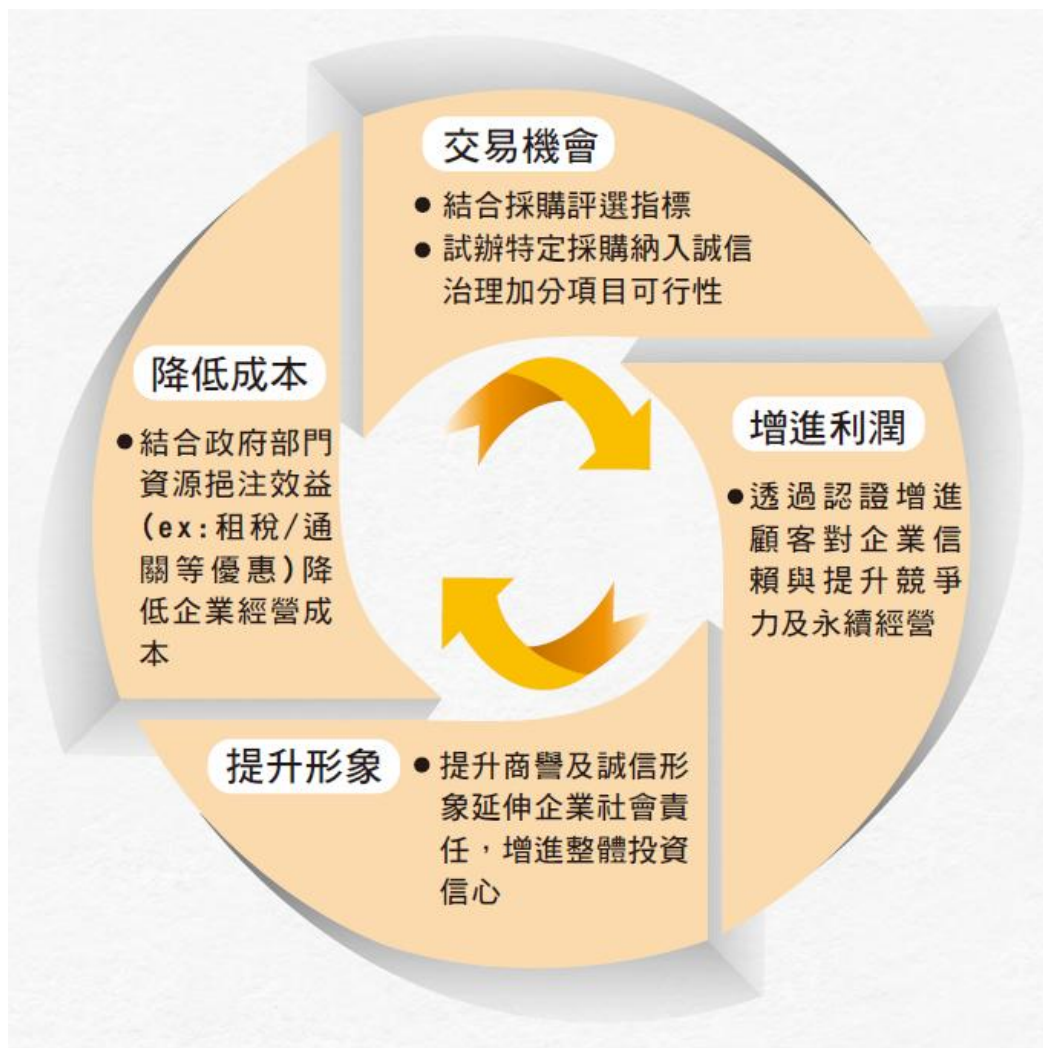 交易機會
● 結合採購評選指標
● 試辦特定採購納入誠信
治理加分項目可行性
增進利潤
●透過認證增進
顧客對企業信
賴與提升競爭
力及永續經營
提升形象
● 提升商譽及誠信形
象延伸企業社會責
任，增進整體投資
信心
降低成本
●結合政府部門
資源挹注效益
(ex:租稅/通
關等優惠)降
低企業經營成
本